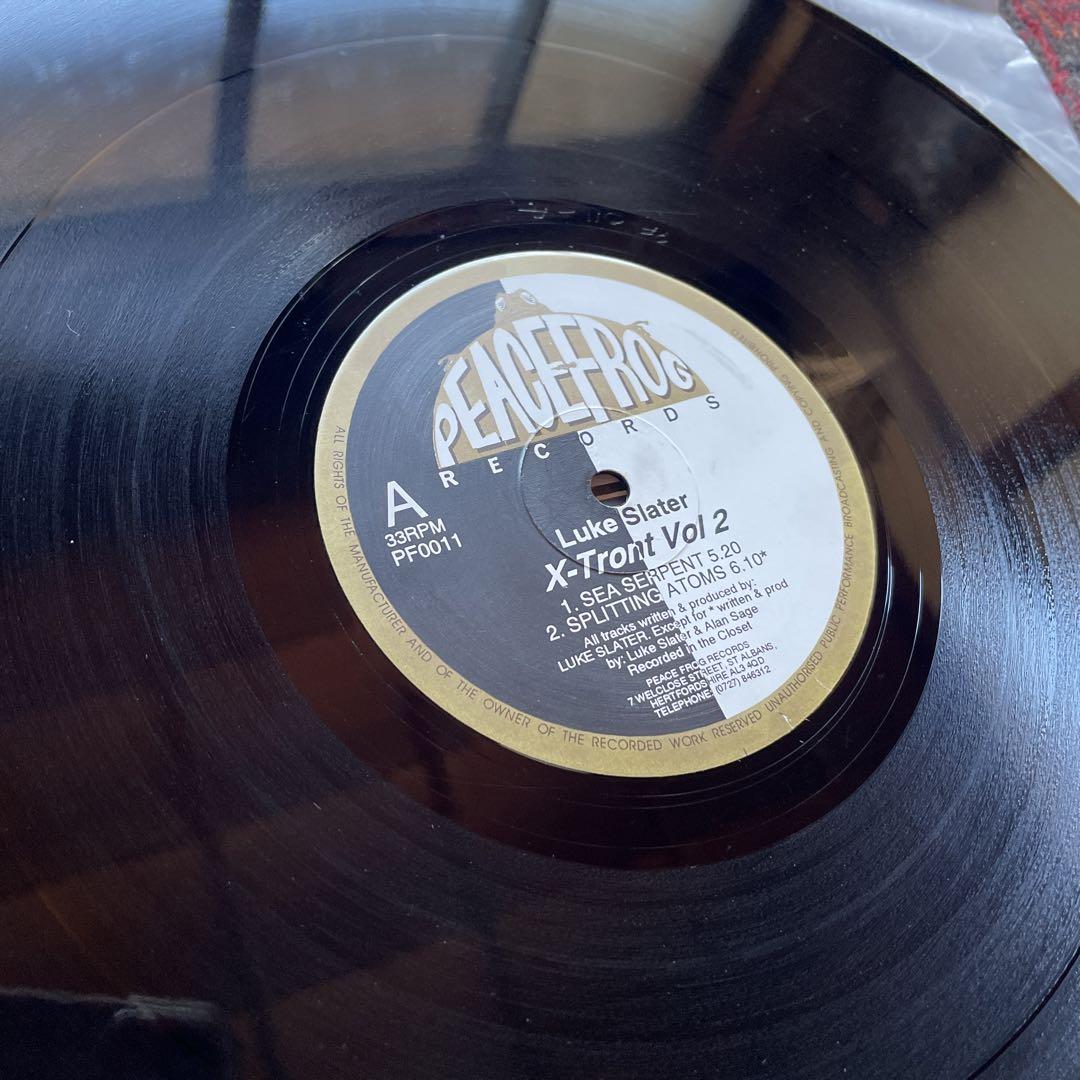 PEACEFROG
RECORDS
A
33RPM
PF0011
Luke Slater
X-Tront Vol 2
1. SEA SERPENT 5.20
2. SPLITTING ATOMS 6.10*
All tracks written & produced by:
LUKE SLATER. Except for * written & prod
by: Luke Slater & Alan Sage
Recorded In the Closet
PEACE FROG RECORDS
7 WELCLOSE STREET, ST ALBANS,
HERTFORDSHIRE AL3 4QD
TELEPHONE: (0727) 846312
ALL RIGHTS OF THE MANUFACTURER AND OF THE OWNER OF THE RECORDED WORK RESERVED UNAUTHORISED PUBLIC PERFORMANCE BROADCASTING AND COPYING PROHIBITED